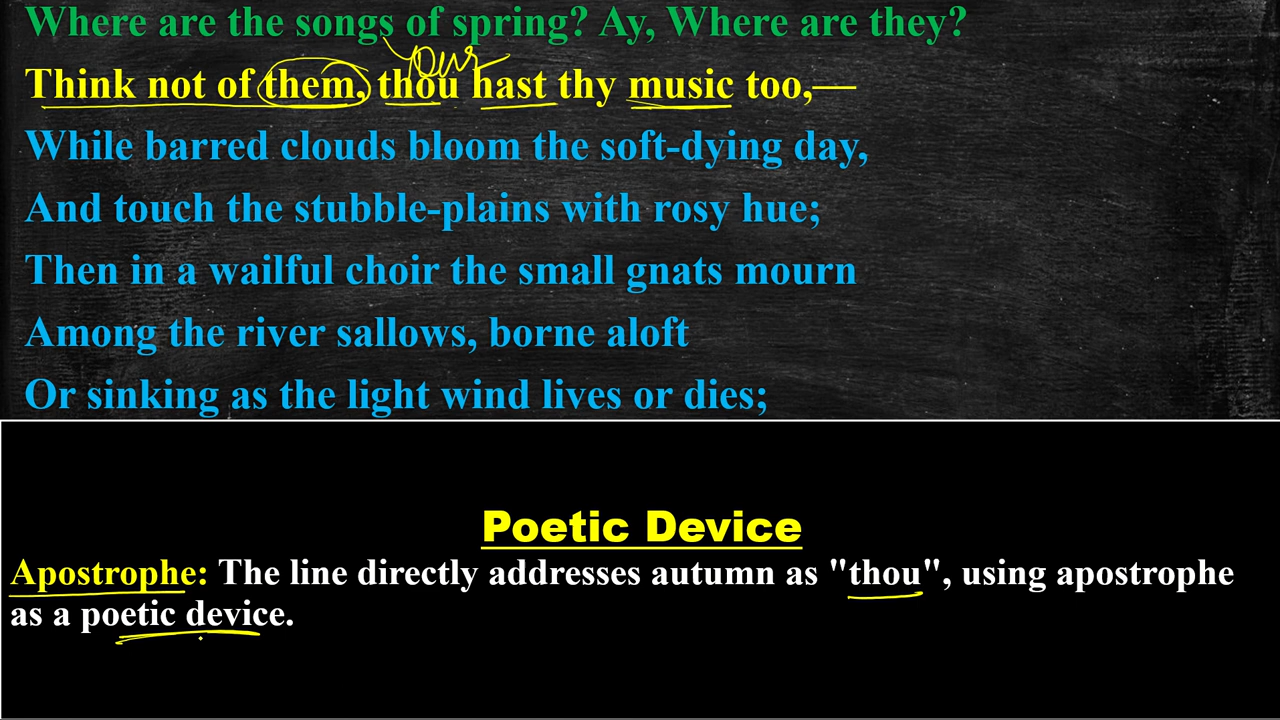 Where are the songs of spring? Ay, Where are they?
Think not of them, thou hast thy music too,—
While barred clouds bloom the soft-dying day,
And touch the stubble-plains with rosy hue;
Then in a wailful choir the small gnats mourn
Among the river sallows, borne aloft
Or sinking as the light wind lives or dies;
Poetic Device
Apostrophe: The line directly addresses autumn as "thou", using apostrophe
as a poetic device.